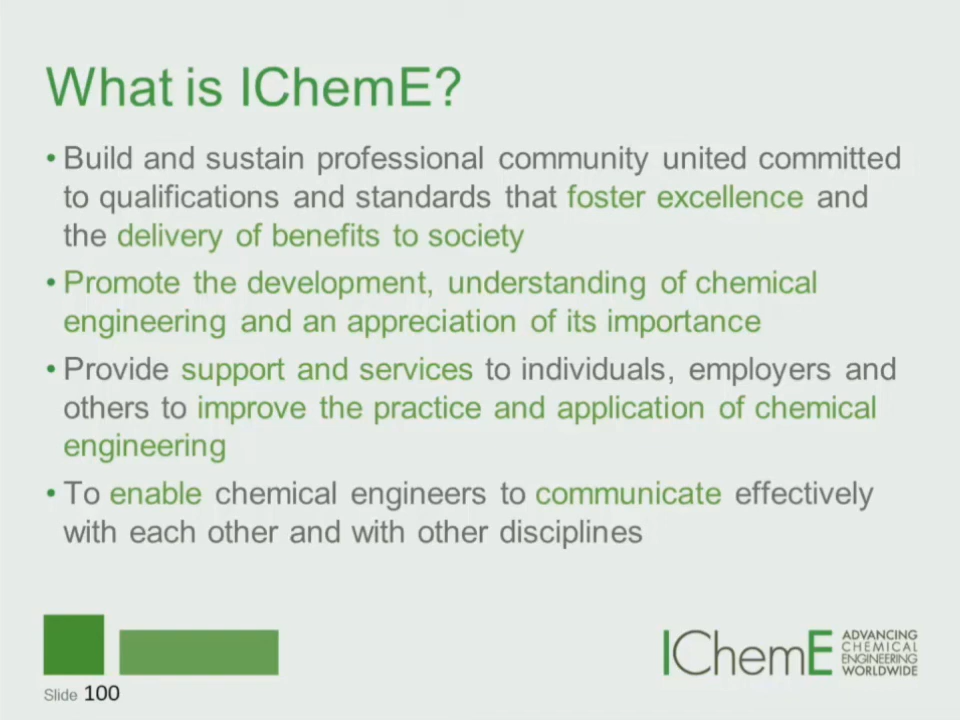 What is IChemE?
• Build and sustain professional community united committed
to qualifications and standards that foster excellence and
the delivery of benefits to society
• Promote the development, understanding of chemical
engineering and an appreciation of its importance
• Provide support and services to individuals, employers and
others to improve the practice and application of chemical
engineering
• To enable chemical engineers to communicate effectively
with each other and with other disciplines
IChemE
ADVANCING
CHEMICAL
ENGINEERING
WORLDWIDE
Slide 100